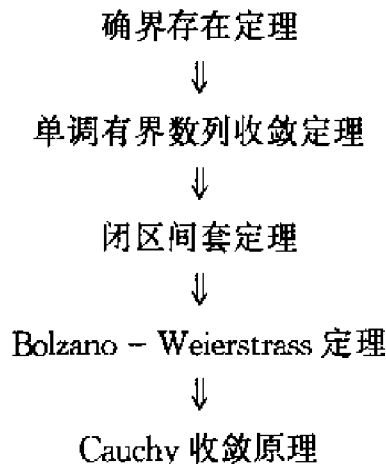 确界存在定理
⇓
单调有界数列收敛定理
⇓
闭区间套定理
⇓
Bolzano – Weierstrass 定理
⇓
Cauchy 收敛原理